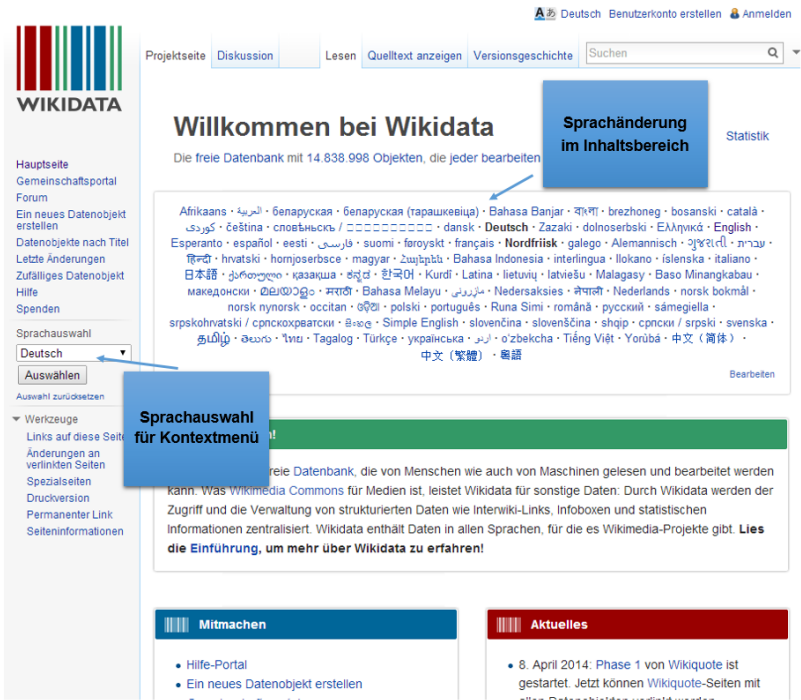 Deutsch Benutzerkonto erstellen Anmelden
WIKIDATA
Projektseite Diskussion Lesen Quelltext anzeigen Versionsgeschichte Suchen
Willkommen bei Wikidata
Statistik
Die freie Datenbank mit 14.838.998 Objekten, die jeder bearbeiten
Sprachänderung
im Inhaltsbereich
Hauptseite
Gemeinschaftsportal
Forum
Ein neues Datenobjekt
erstellen
Datenobjekte nach Titel
Letzte Änderungen
Zufälliges Datenobjekt
Hilfe
Spenden
Sprachauswahl
Deutsch
Auswählen
Auswahl zurücksetzen
Werkzeuge
Links auf diese Seite
Änderungen an
verlinkten Seiten
Spezialseiten
Druckversion
Permanenter Link
Seiteninformationen
Sprachauswahl
für Kontextmenü
Afrikaans · العربية · беларуская · беларуская (тарашкевіца) · Bahasa Banjar · বাংলা · brezhoneg · bosanski · català ·
کوردی · čeština · словѣньскъ / · dansk · Deutsch · Zazaki · dolnoserbski · Ελληνικά · English ·
Esperanto · español · eesti · فارسی · suomi · føroyskt · français · Nordfriisk · galego · Alemannisch · ગુજરાતી · עברית ·
हिन्दी · hrvatski · hornjoserbsce · magyar · Հայերեն · Bahasa Indonesia · interlingua · Ilokano · íslenska · italiano ·
日本語 · ქართული · қазақша · ಕನ್ನಡ · 한국어 · Kurdî · Latina · lietuvių · latviešu · Malagasy · Baso Minangkabau ·
македонски · മലയാളം · मराठी · Bahasa Melayu · مازِرونی · Nedersaksies · नेपाली · Nederlands · norsk bokmål ·
norsk nynorsk · occitan · ଓଡ଼ିଆ · polski · português · Runa Simi · română · русский · sámegiella ·
srpskohrvatski / српскохрватски · සිංහල · Simple English · slovenčina · slovenščina · shqip · српски / srpski · svenska ·
தமிழ் · తెలుగు · ไทย · Tagalog · Türkçe · українська · اردو · o'zbekcha · Tiếng Việt · Yorùbá · 中文（简体） ·
中文（繁體） · 粵語
Bearbeiten
reie Datenbank, die von Menschen wie auch von Maschinen gelesen und bearbeitet werden
kann. Was Wikimedia Commons für Medien ist, leistet Wikidata für sonstige Daten: Durch Wikidata werden der
Zugriff und die Verwaltung von strukturierten Daten wie Interwiki-Links, Infoboxen und statistischen
Informationen zentralisiert. Wikidata enthält Daten in allen Sprachen, für die es Wikimedia-Projekte gibt. Lies
die Einführung, um mehr über Wikidata zu erfahren!
Mitmachen
• Hilfe-Portal
• Ein neues Datenobjekt erstellen
Aktuelles
• 8. April 2014: Phase 1 von Wikiquote ist
gestartet. Jetzt können Wikiquote-Seiten mit